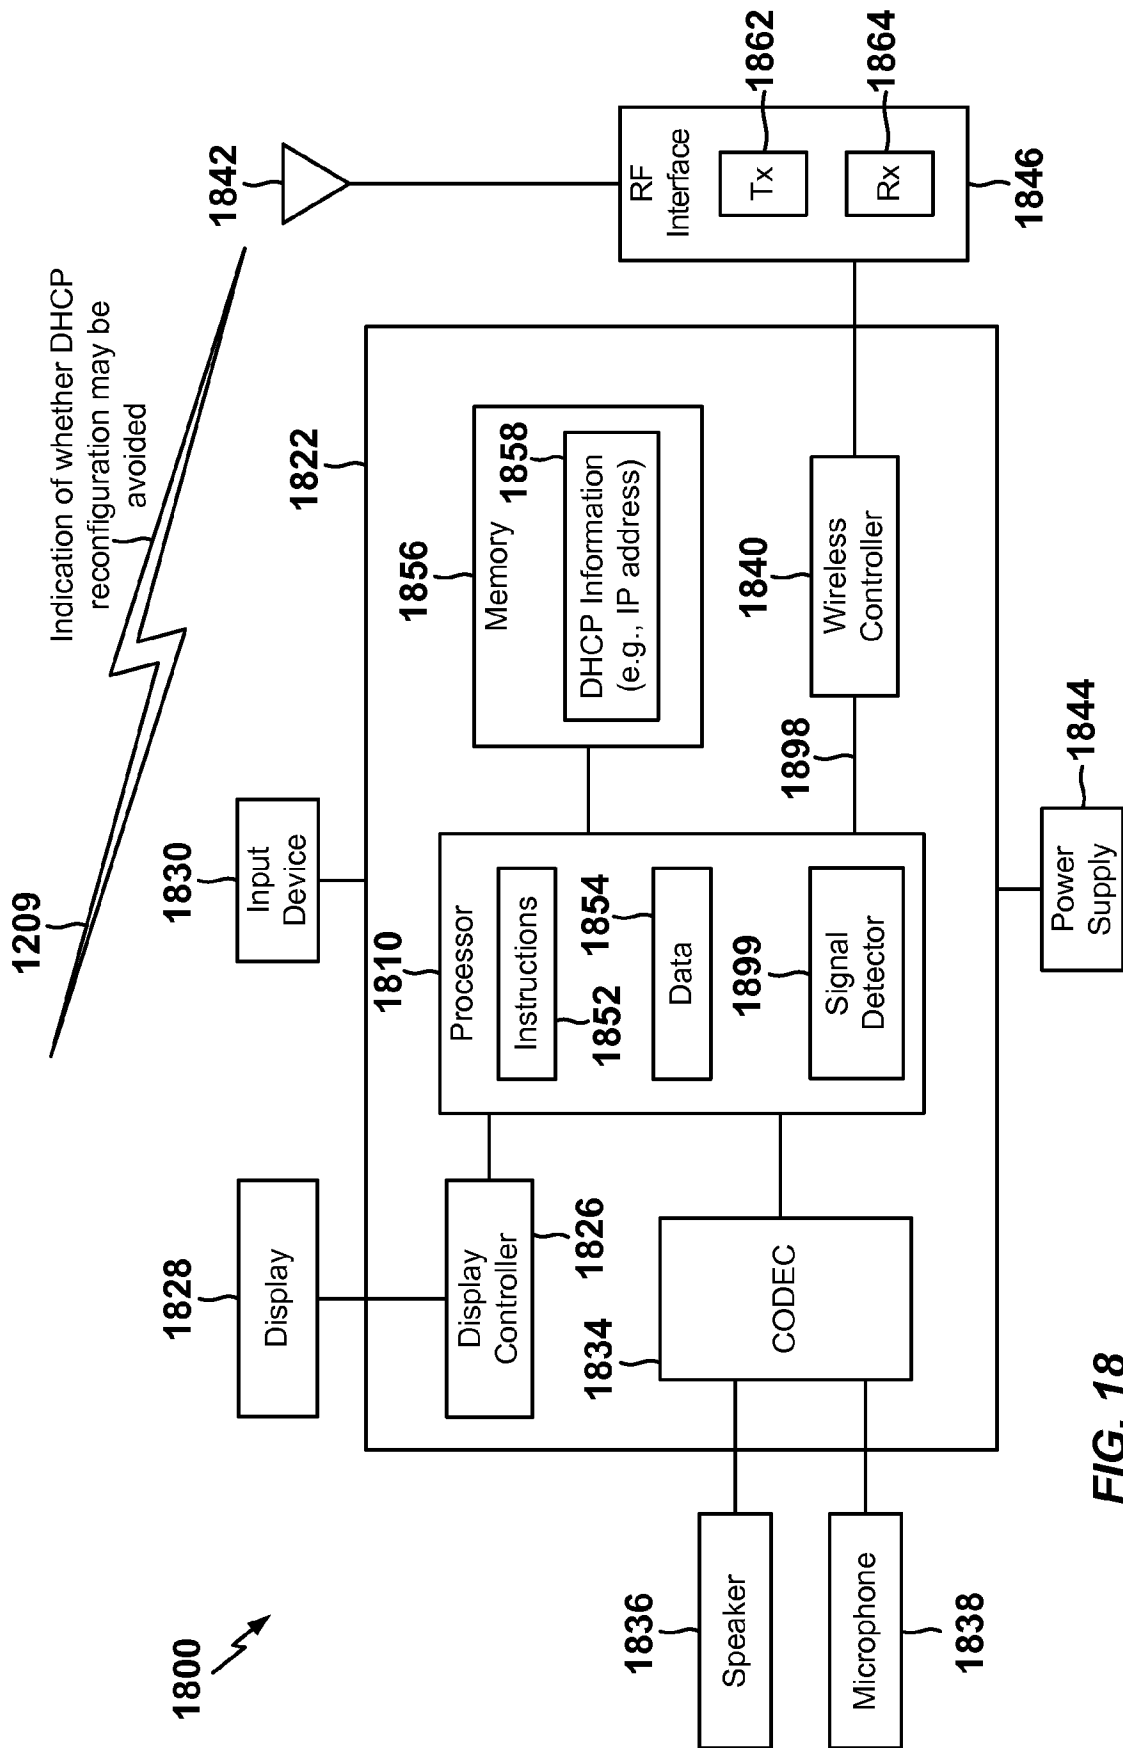 1800
1209
Indication of whether DHCP
reconfiguration may be
avoided
1842
1828
Display
1830
Input
Device
1822
1826
Display
Controller
1810
Processor
Instructions
1852
1854
Data
1899
Signal
Detector
1856
Memory
1858
DHCP Information
(e.g., IP address)
1834
CODEC
1898
1840
Wireless
Controller
RF
Interface
Tx
1862
Rx
1864
1846
1836
Speaker
1838
Microphone
1844
Power
Supply
FIG. 18